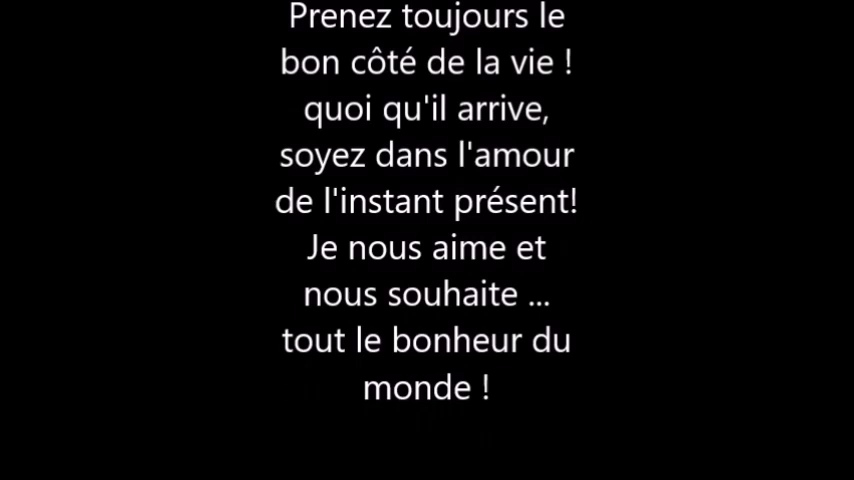 Prenez toujours le
bon côté de la vie !
quoi qu'il arrive,
soyez dans l'amour
de l'instant présent!
Je nous aime et
nous souhaite ...
tout le bonheur du
monde !